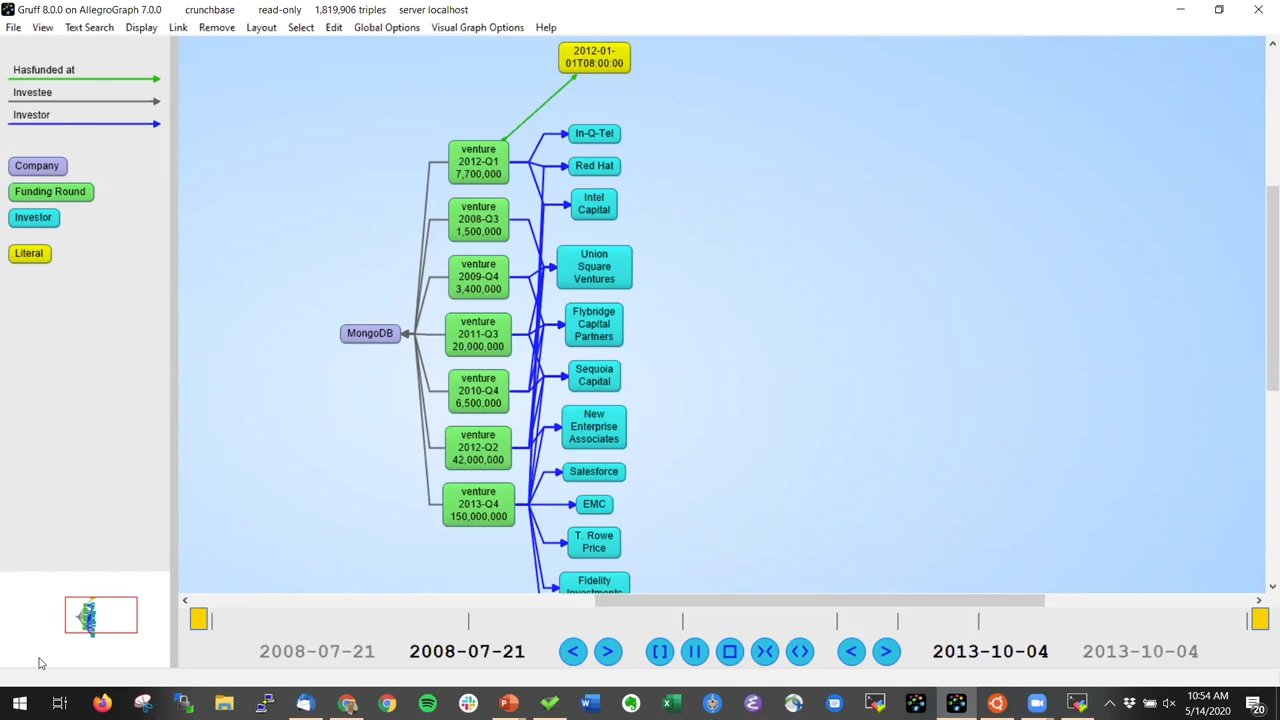 Gruff 8.0.0 on AllegroGraph 7.0.0 crunchbase read-only 1,819,906 triples server localhost
File View Text Search Display Link Remove Layout Select Edit Global Options Visual Graph Options Help
Hasfunded at
Investee
Investor
Company
Funding Round
Investor
Literal
2012-01-
01T08:00:00
MongoDB
venture
2012-Q1
7,700,000
venture
2008-Q3
1,500,000
venture
2009-Q4
3,400,000
venture
2011-Q3
20,000,000
venture
2010-Q4
6,500,000
venture
2012-Q2
42,000,000
venture
2013-Q4
150,000,000
In-Q-Tel
Red Hat
Intel
Capital
Union
Square
Ventures
Flybridge
Capital
Partners
Sequoia
Capital
New
Enterprise
Associates
Salesforce
EMC
T. Rowe
Price
Fidelity
Investments
2008-07-21 2008-07-21 < > [ ] || >< <> < > 2013-10-04 2013-10-04
10:54 AM
5/14/2020
20